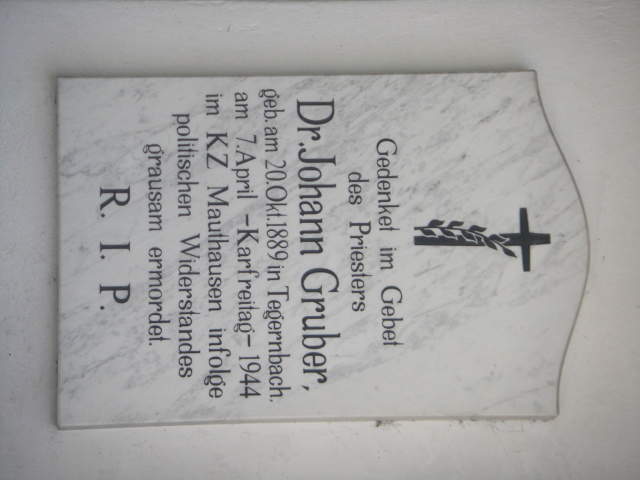 Gedenket im Gebet
des Priesters
Dr. Johann Gruber,
geb. am 20. Okt. 1889 in Tegernbach,
am 7. April - Karfreitag - 1944
im KZ Mauthausen infolge
politischen Widerstandes
grausam ermordet.
R. I. P.